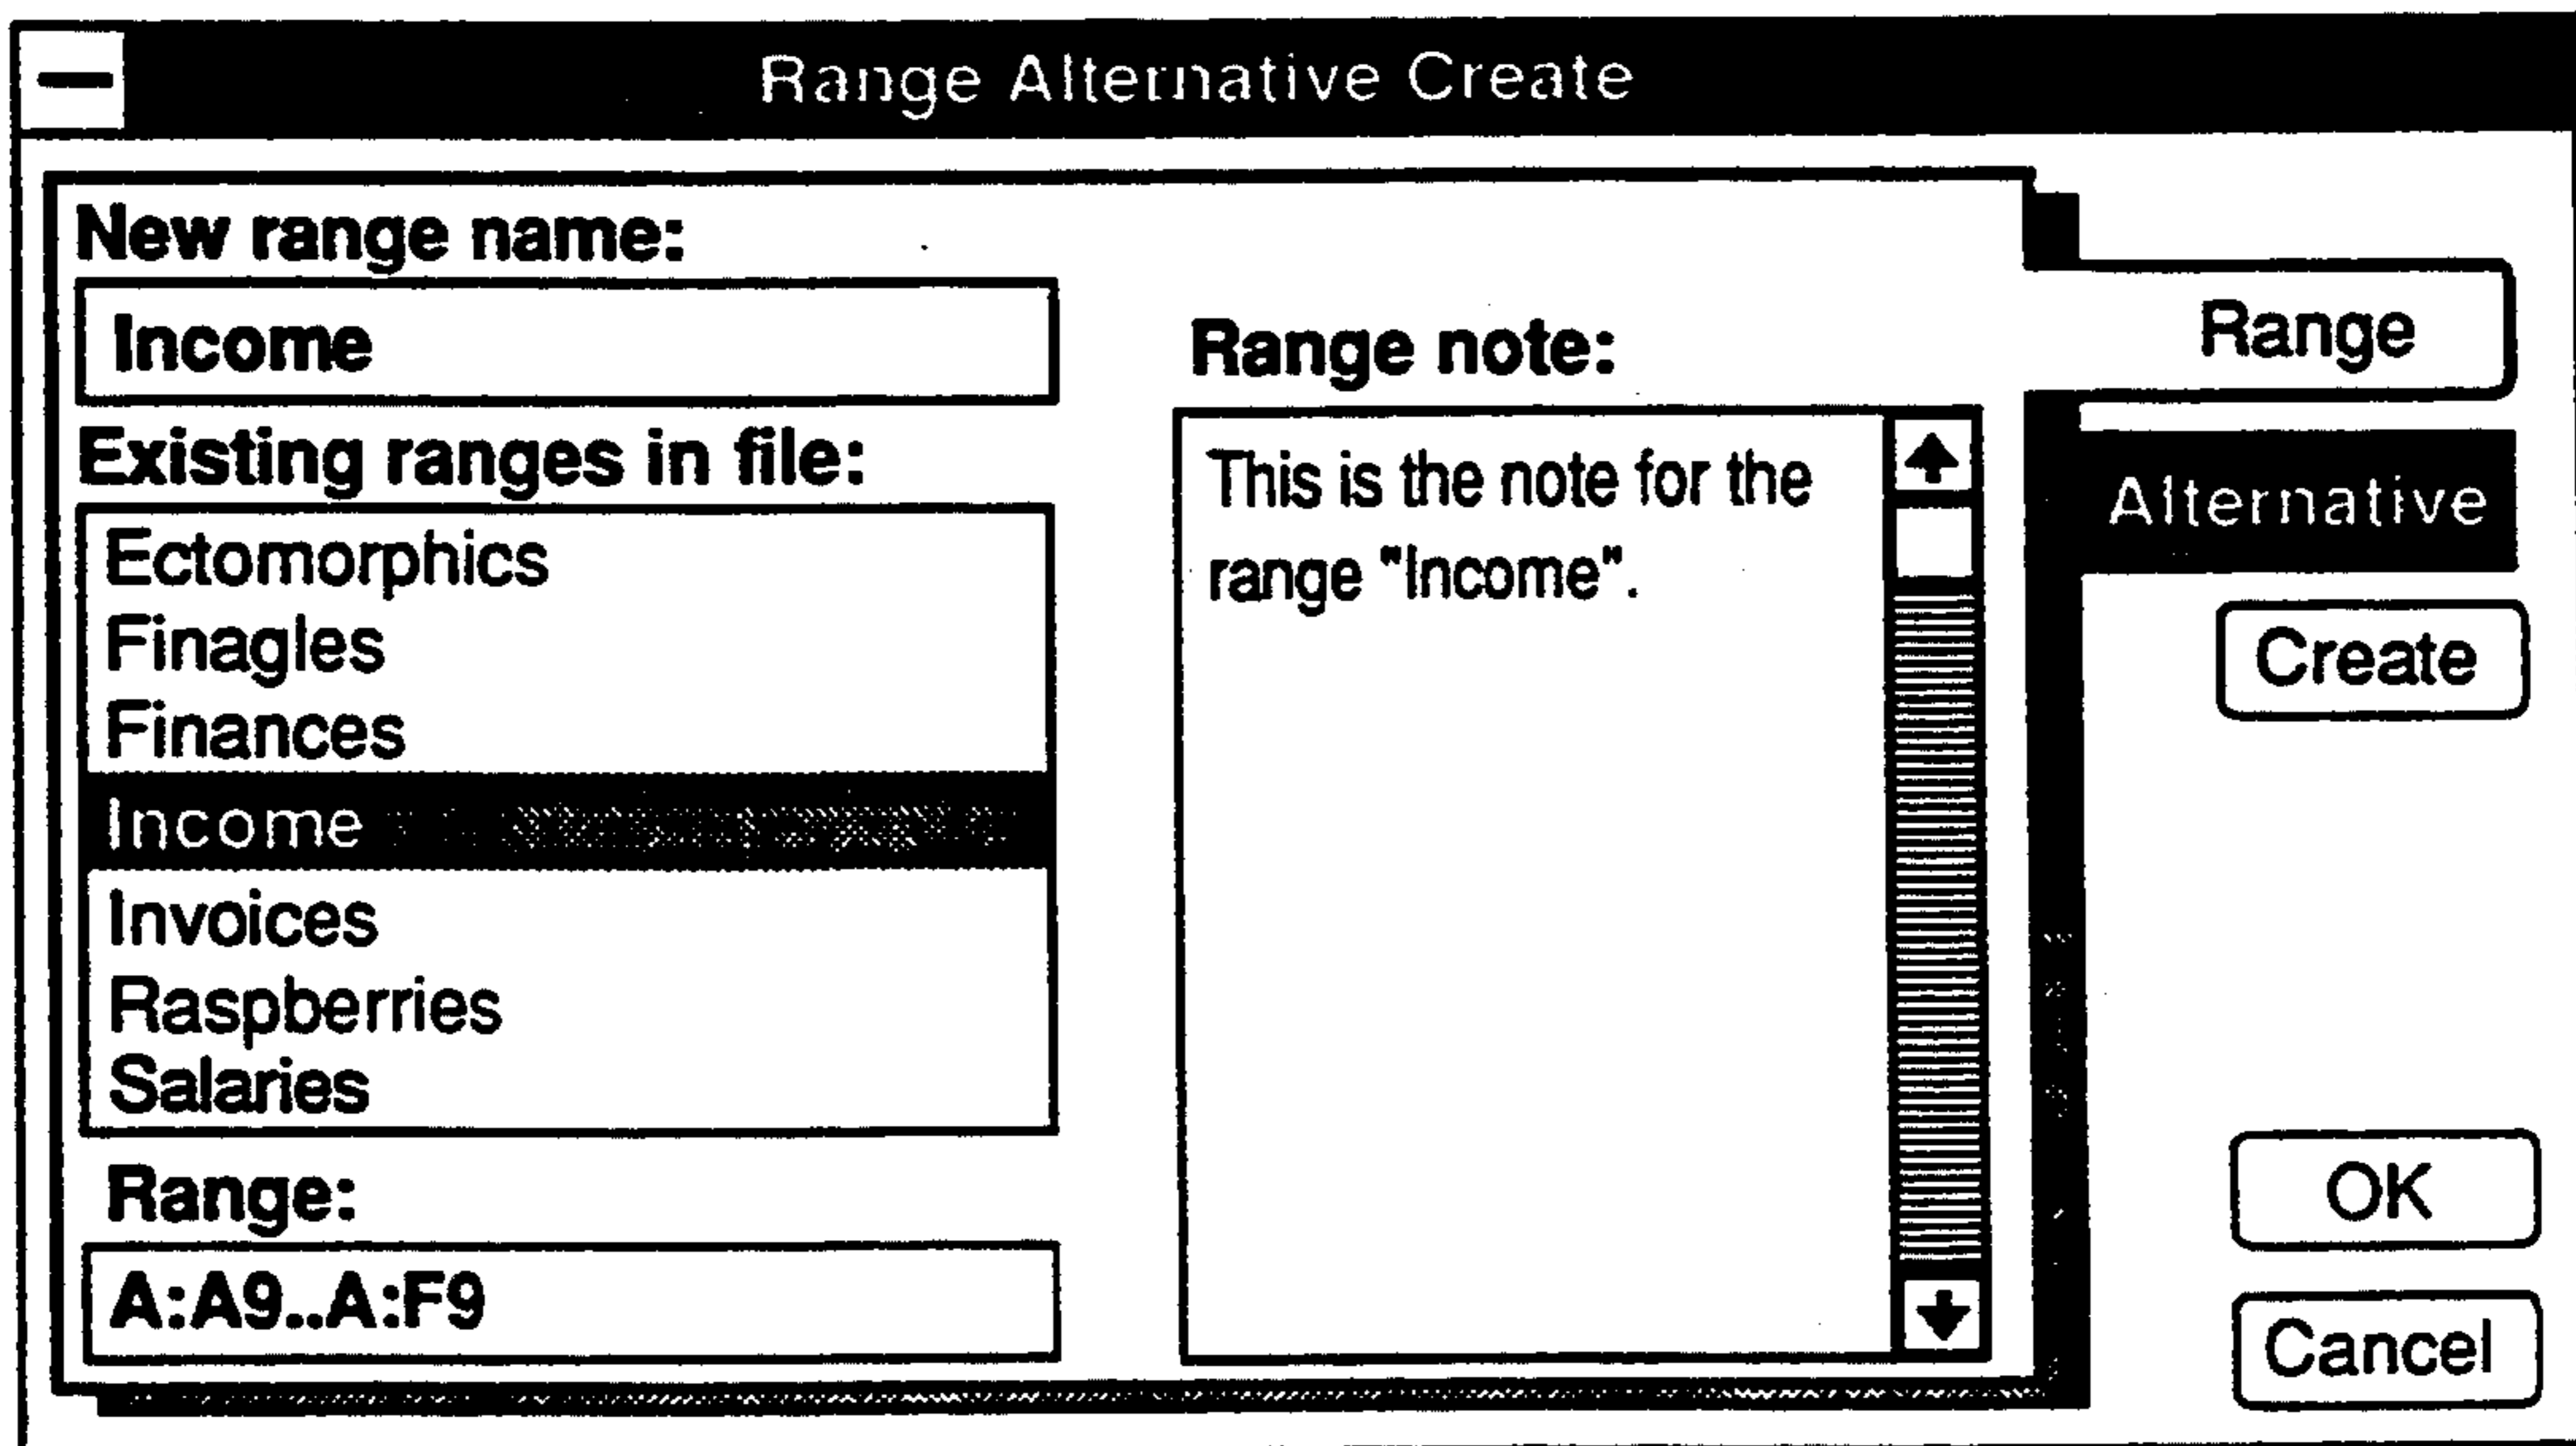 Range Alternative Create
New range name:
Income
Existing ranges in file:
Ectomorphics
Finagles
Finances
Income
Invoices
Raspberries
Salaries
Range:
A:A9..A:F9
Range note:
This is the note for the
range "Income".
Range
Alternative
Create
OK
Cancel